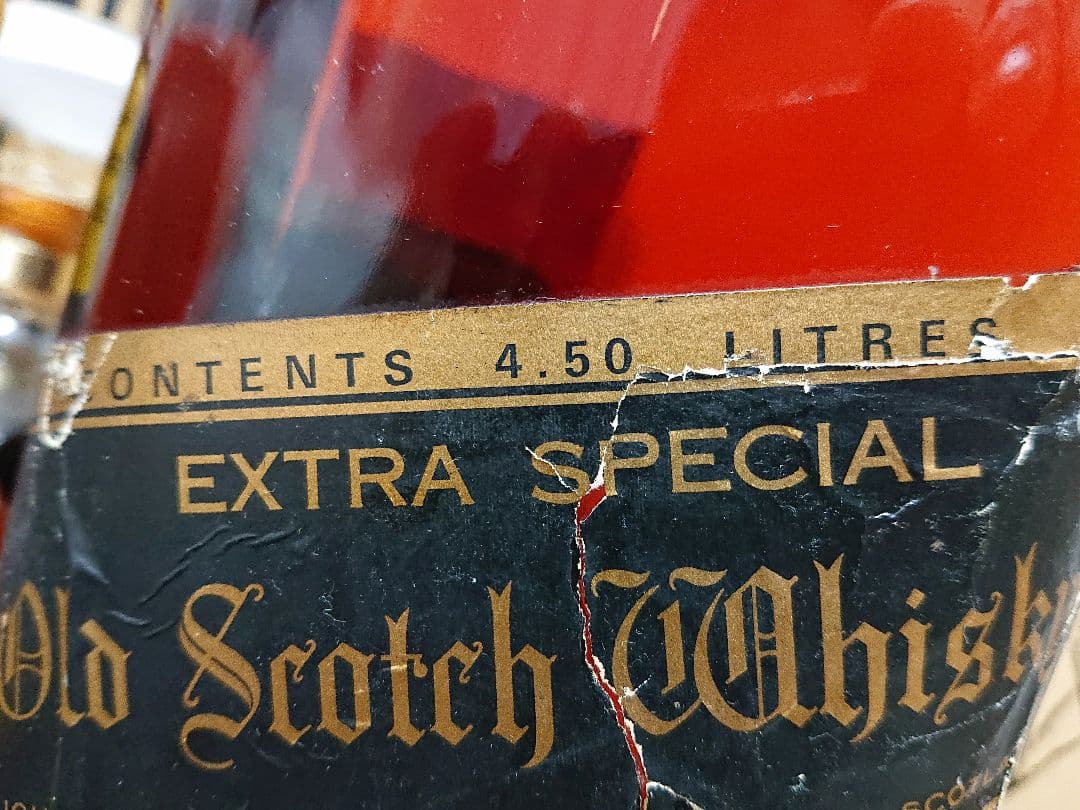 CONTENTS 4.50 LITRES
EXTRA SPECIAL
Old Scotch Whisky